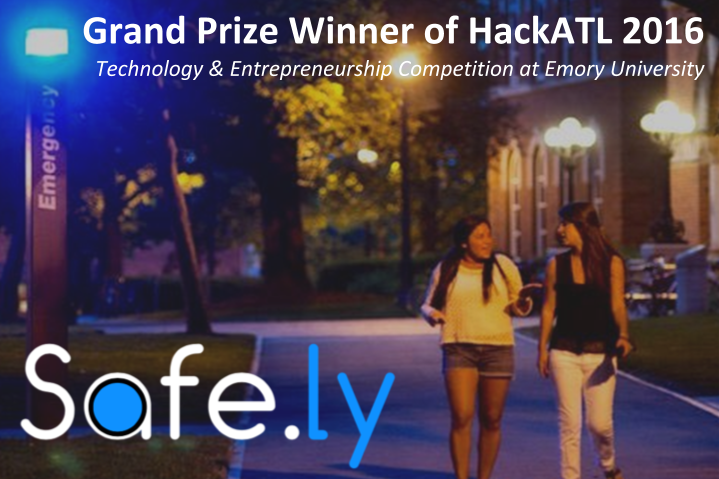 Grand Prize Winner of HackATL 2016
Technology & Entrepreneurship Competition at Emory University
Emergency
Safe.ly